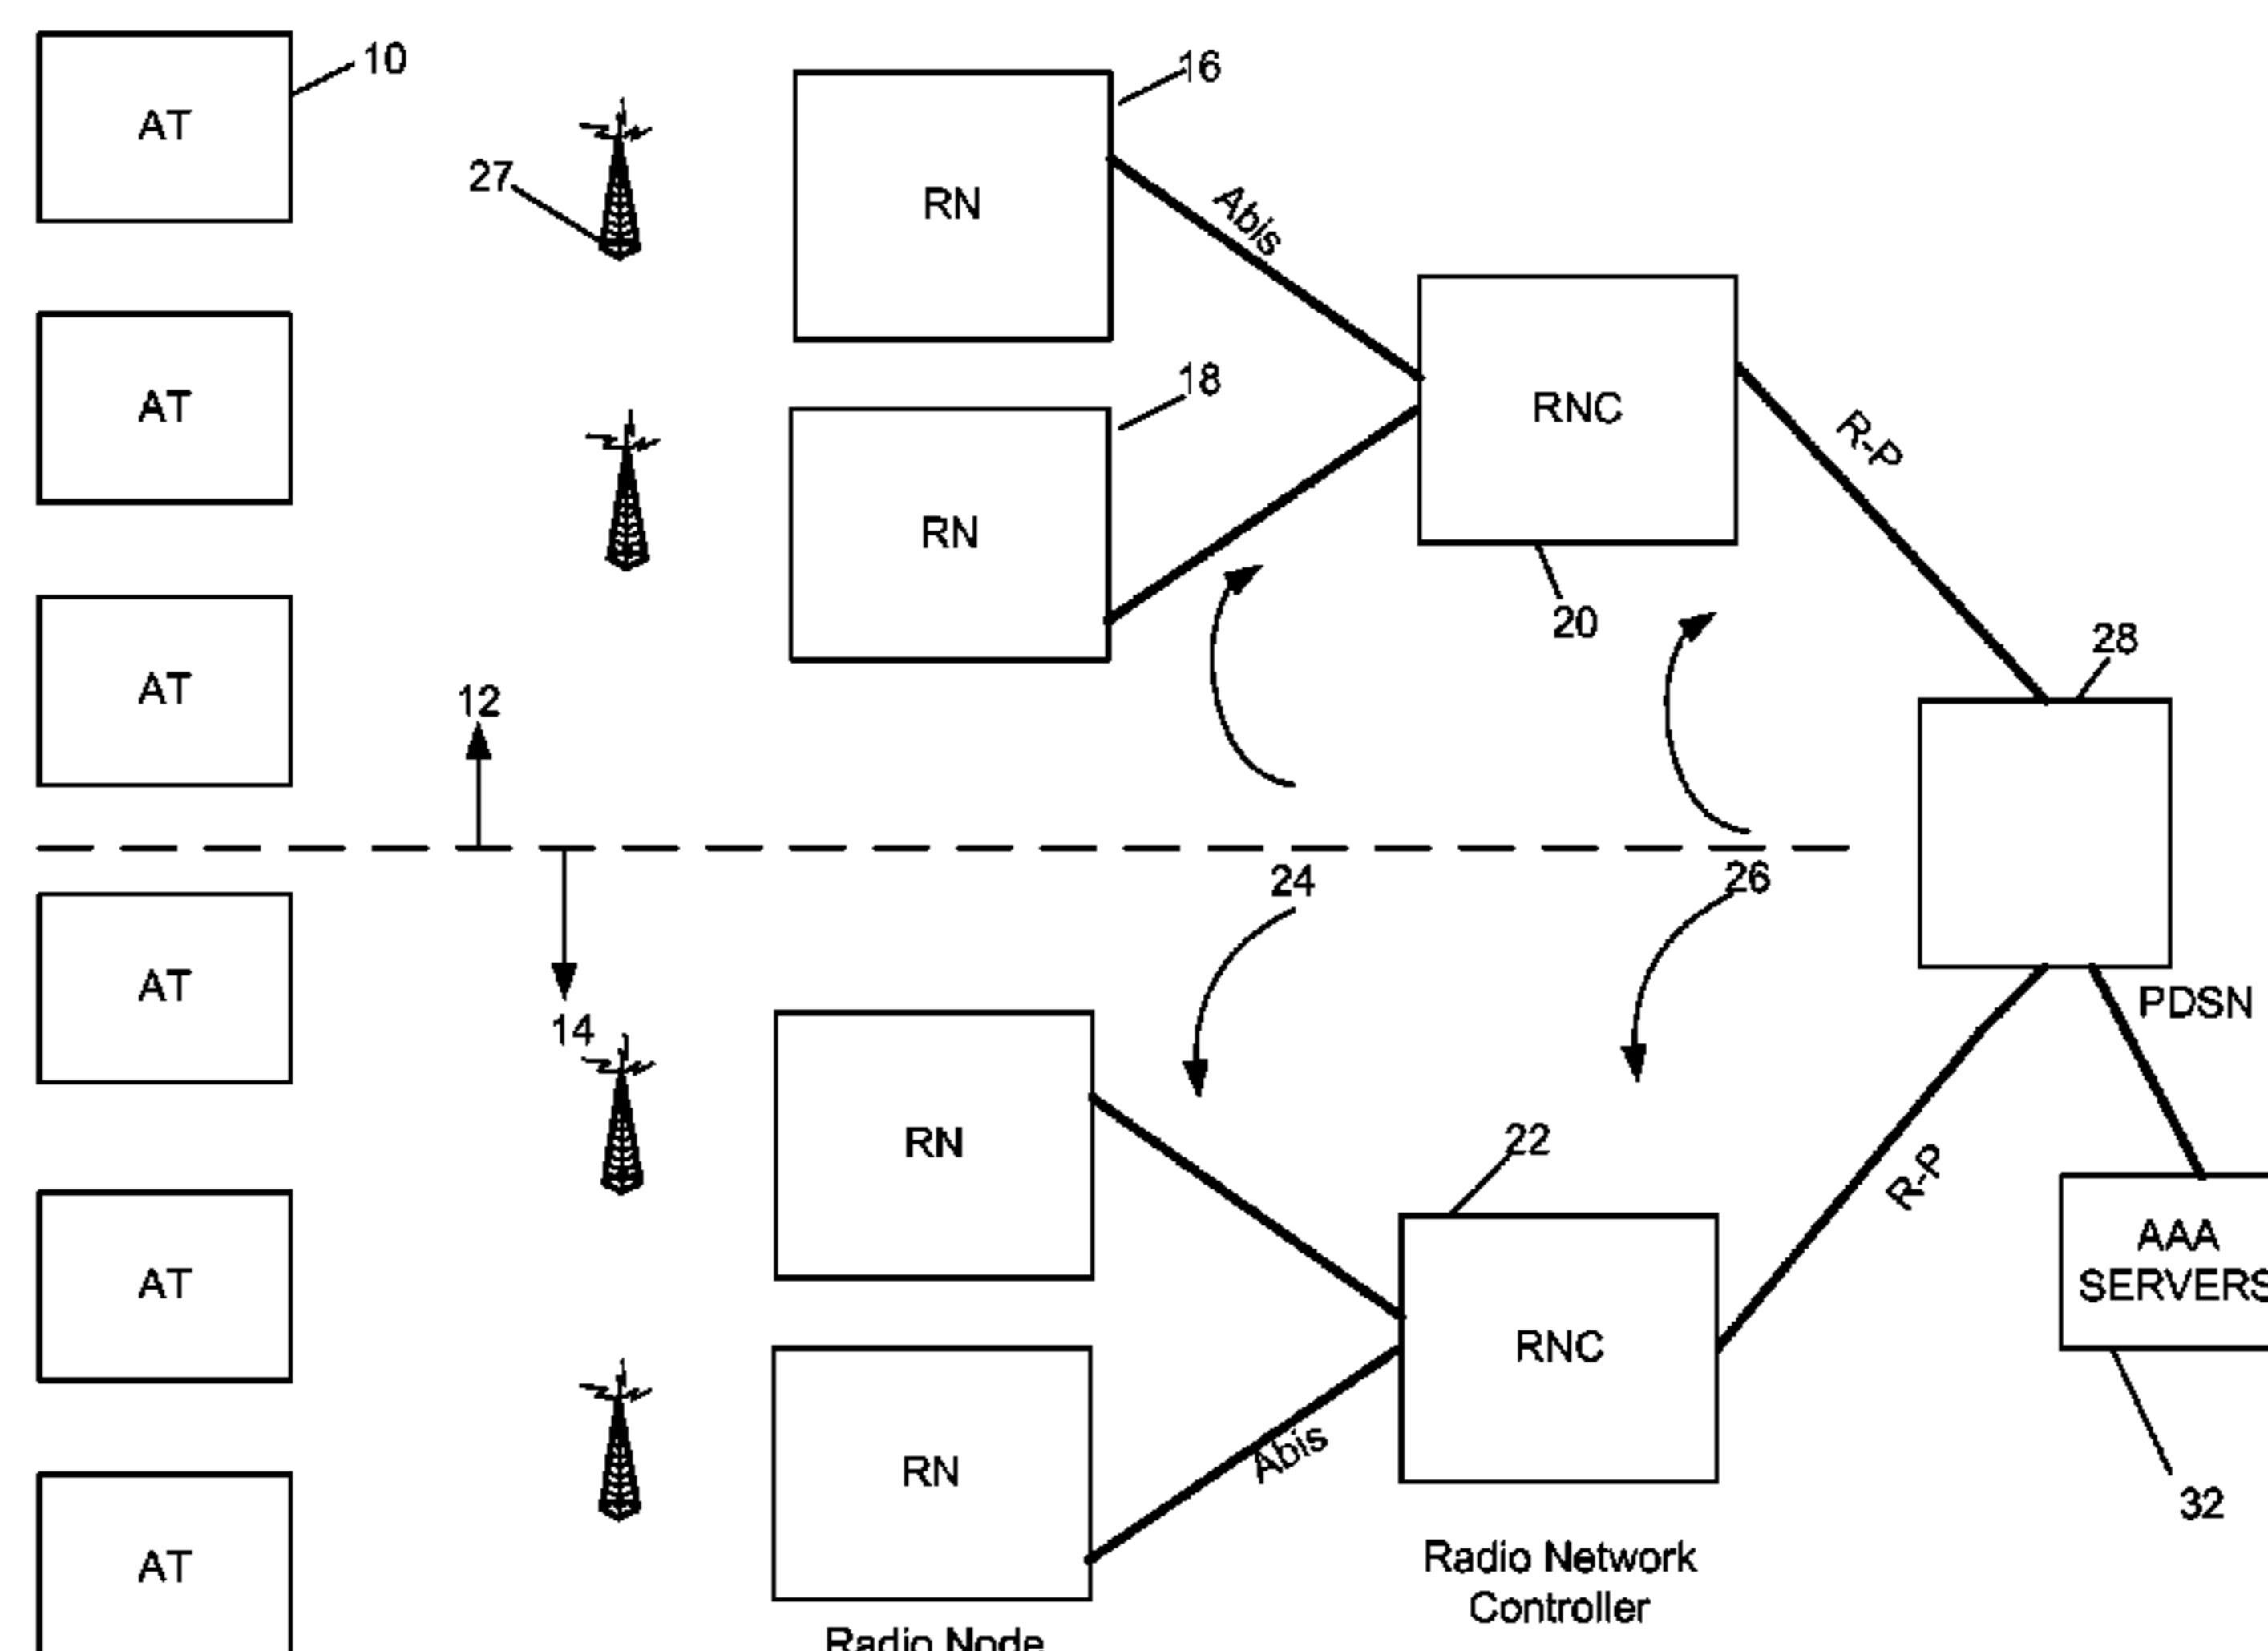 AT
10
27
16
RN
Abis
AT
18
RN
RNC
R-P
20
AT
12
28
24
26
AT
14
PDSN
RN
22
R-P
AT
RNC
AAA
SERVERS
RN
Abis
32
AT
Radio Network
Controller
Radio Node